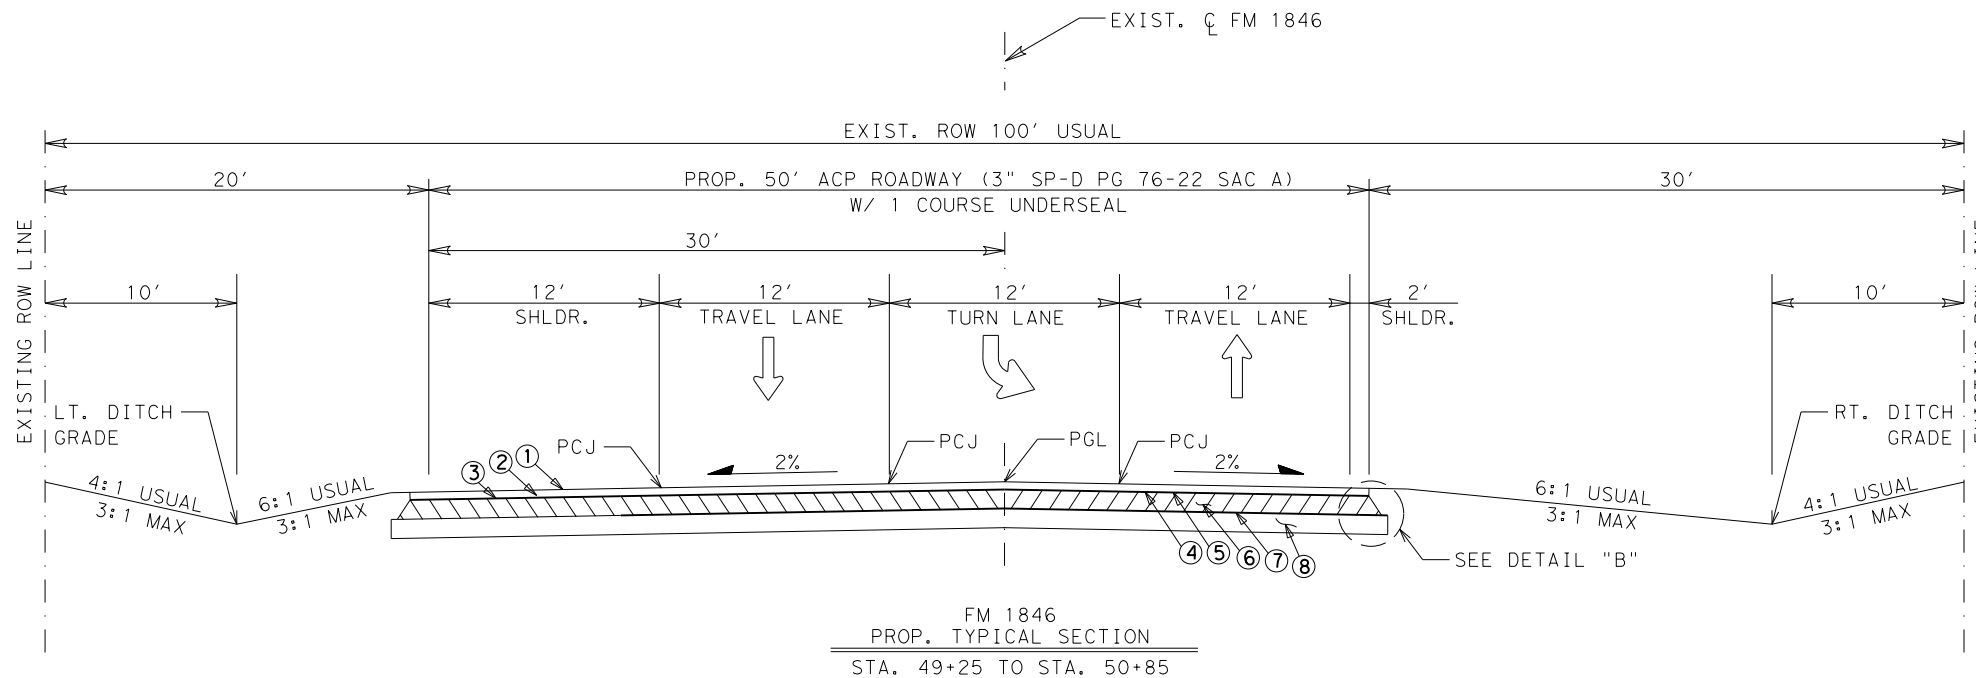 EXIST. ℄ FM 1846
EXIST. ROW 100' USUAL
20'
PROP. 50' ACP ROADWAY (3" SP-D PG 76-22 SAC A)
30'
W/ 1 COURSE UNDERSEAL
30'
10'
12'
12'
12'
12'
2'
10'
SHLDR.
TRAVEL LANE
TURN LANE
TRAVEL LANE
SHLDR.
EXISTING ROW LINE
LT. DITCH
GRADE
PCJ
PCJ
PGL
PCJ
RT. DITCH
GRADE
2%
2%
4:1 USUAL
3:1 MAX
6:1 USUAL
3:1 MAX
3
2
1
6:1 USUAL
3:1 MAX
4:1 USUAL
3:1 MAX
4
5
6
7
8
SEE DETAIL "B"
FM 1846
PROP. TYPICAL SECTION
STA. 49+25 TO STA. 50+85